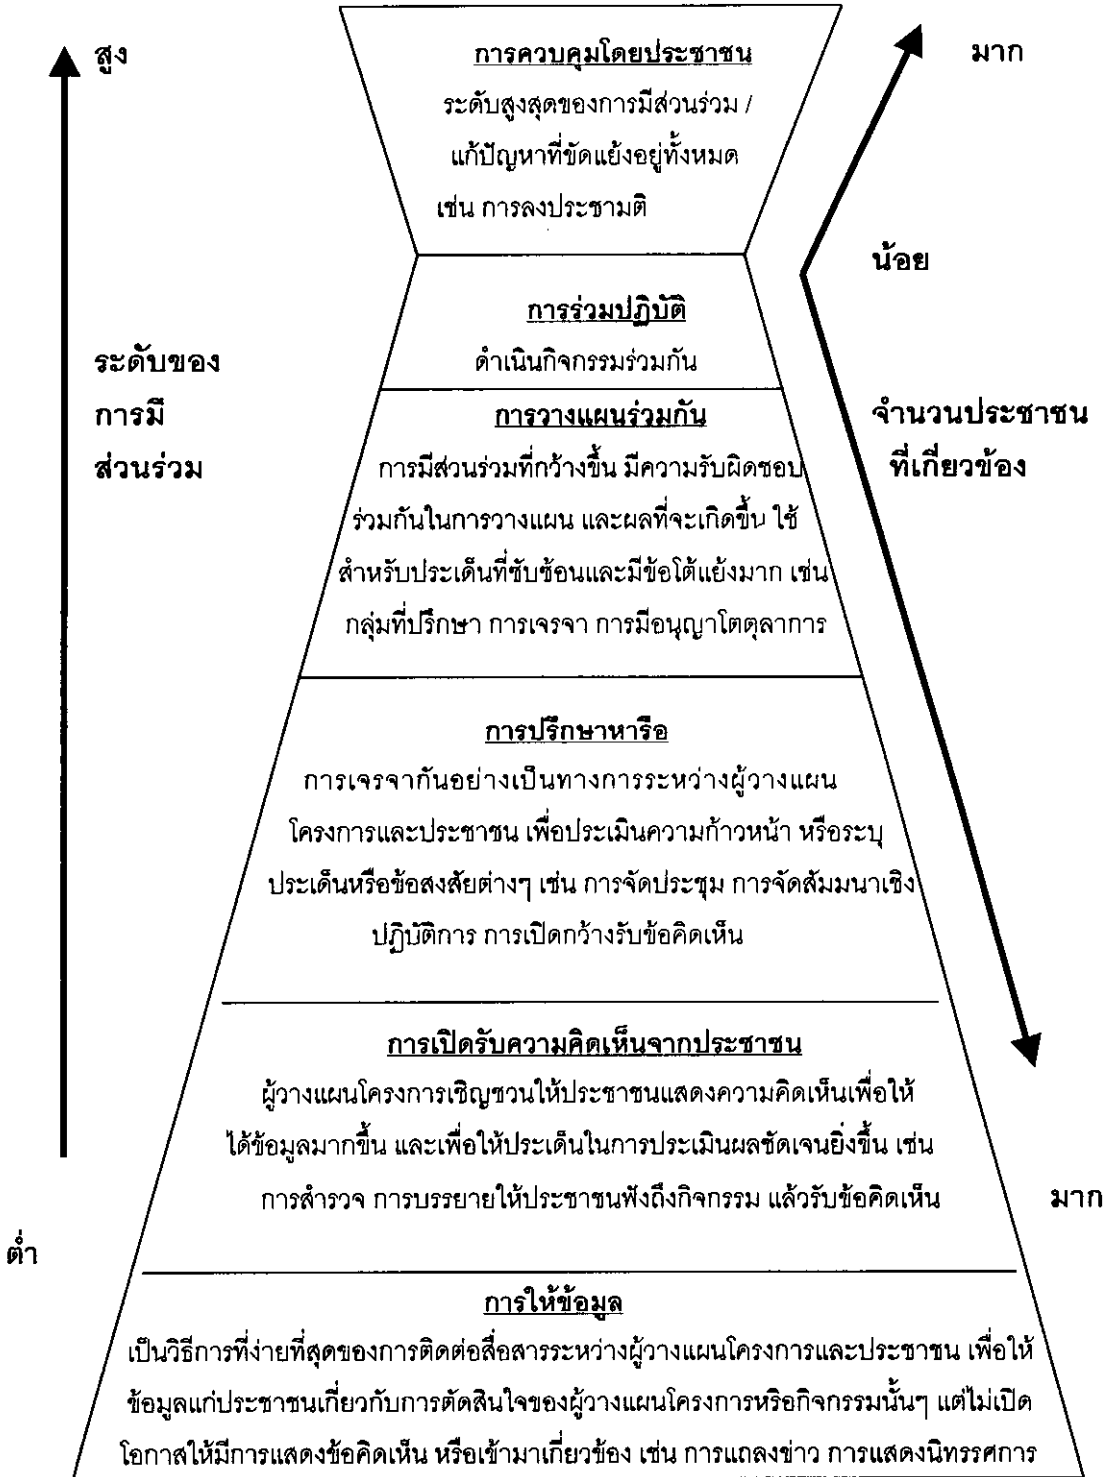 สูง
การควบคุมโดยประชาชน
ระดับสูงสุดของการมีส่วนร่วม /
แก้ปัญหาที่ขัดแย้งอยู่ทั้งหมด
เช่น การลงประชามติ
มาก
น้อย
การร่วมปฏิบัติ
ดำเนินกิจกรรมร่วมกัน
ระดับของ
การมี
ส่วนร่วม
จำนวนประชาชน
ที่เกี่ยวข้อง
การวางแผนร่วมกัน
การมีส่วนร่วมที่กว้างขึ้น มีความรับผิดชอบ
ร่วมกันในการวางแผน และผลที่จะเกิดขึ้น ใช้
สำหรับประเด็นที่ซับซ้อนและมีข้อโต้แย้งมาก เช่น
กลุ่มที่ปรึกษา การเจรจา การมีอนุญาโตตุลาการ
การปรึกษาหารือ
การเจรจากันอย่างเป็นทางการระหว่างผู้วางแผน
โครงการและประชาชน เพื่อประเมินความก้าวหน้า หรือระบุ
ประเด็นหรือข้อสงสัยต่างๆ เช่น การจัดประชุม การจัดสัมมนาเชิง
ปฏิบัติการ การเปิดกว้างรับข้อคิดเห็น
การเปิดรับความคิดเห็นจากประชาชน
ผู้วางแผนโครงการเชิญชวนให้ประชาชนแสดงความคิดเห็นเพื่อให้
ได้ข้อมูลมากขึ้น และเพื่อให้ประเด็นในการประเมินผลชัดเจนยิ่งขึ้น เช่น
การสำรวจ การบรรยายให้ประชาชนฟังถึงกิจกรรม แล้วรับข้อคิดเห็น
มาก
ต่ำ
การให้ข้อมูล
เป็นวิธีการที่ง่ายที่สุดของการติดต่อสื่อสารระหว่างผู้วางแผนโครงการและประชาชน เพื่อให้
ข้อมูลแก่ประชาชนเกี่ยวกับการตัดสินใจของผู้วางแผนโครงการหรือกิจกรรมนั้นๆ แต่ไม่เปิด
โอกาสให้มีการแสดงข้อคิดเห็น หรือเข้ามาเกี่ยวข้อง เช่น การแถลงข่าว การแสดงนิทรรศการ